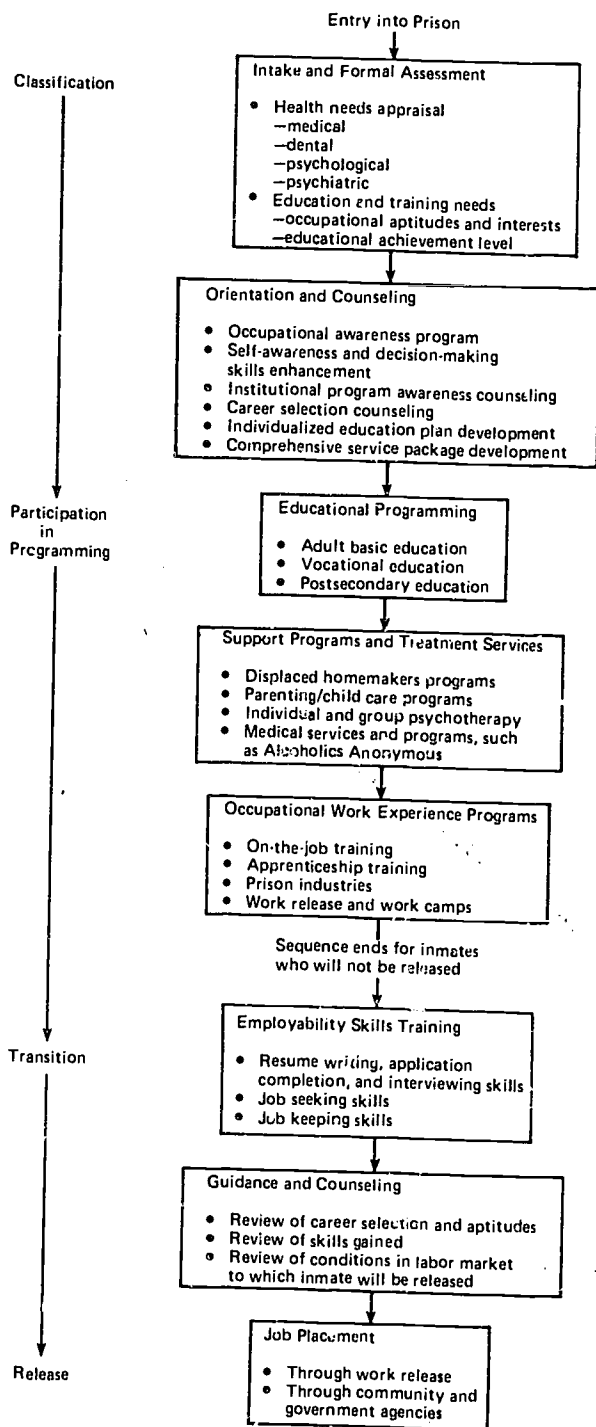 Entry into Prison
Classification
Intake and Formal Assessment
● Health needs appraisal
—medical
—dental
—psychological
—psychiatric
● Education and training needs
—occupational aptitudes and interests
—educational achievement level
Orientation and Counseling
● Occupational awareness program
● Self-awareness and decision-making
skills enhancement
● Institutional program awareness counseling
● Career selection counseling
● Individualized education plan development
● Comprehensive service package development
Participation
in
Programming
Educational Programming
● Adult basic education
● Vocational education
● Postsecondary education
Support Programs and Treatment Services
● Displaced homemakers programs
● Parenting/child care programs
● Individual and group psychotherapy
● Medical services and programs, such
as Alcoholics Anonymous
Occupational Work Experience Programs
● On-the-job training
● Apprenticeship training
● Prison industries
● Work release and work camps
Sequence ends for inmates
who will not be released
Transition
Employability Skills Training
● Resume writing, application
completion, and interviewing skills
● Job seeking skills
● Job keeping skills
Guidance and Counseling
● Review of career selection and aptitudes
● Review of skills gained
● Review of conditions in labor market
to which inmate will be released
Job Placement
● Through work release
● Through community and
government agencies
Release